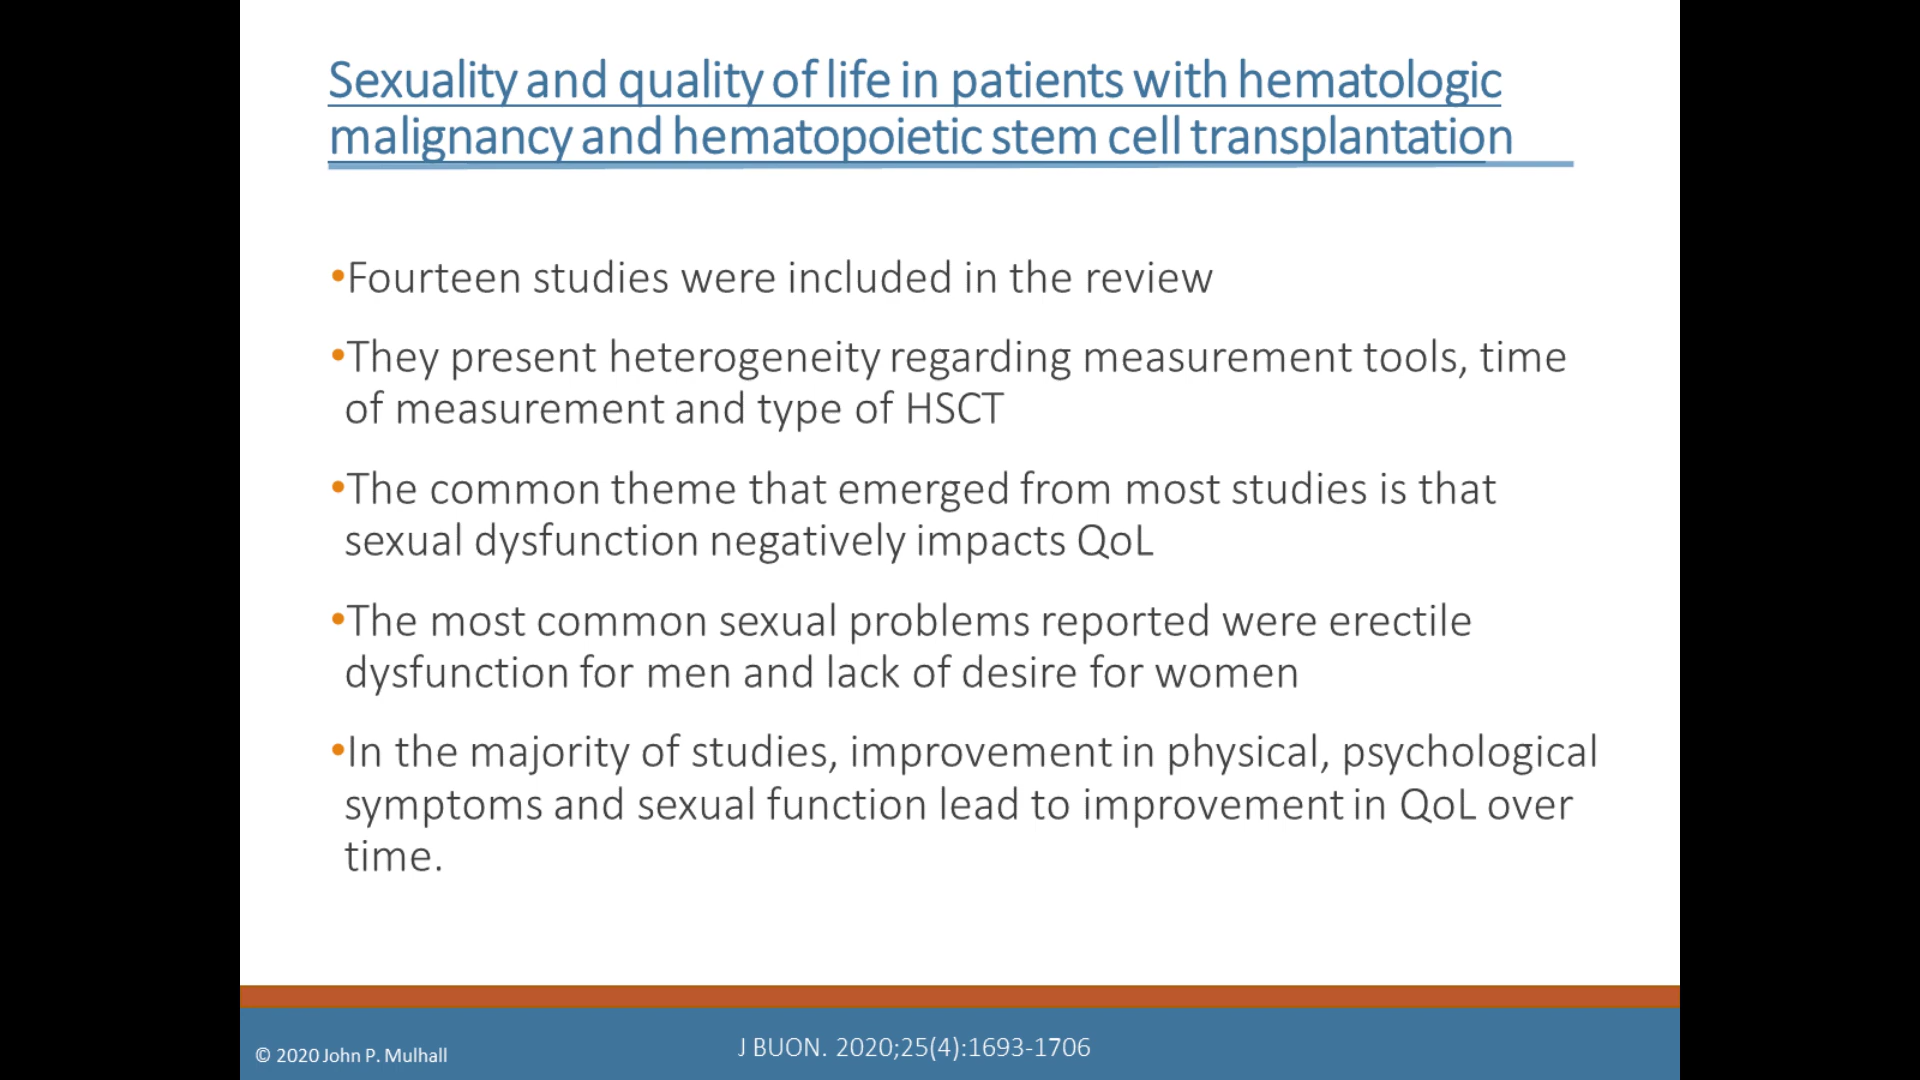 Sexuality and quality of life in patients with hematologic
malignancy and hematopoietic stem cell transplantation
•Fourteen studies were included in the review
•They present heterogeneity regarding measurement tools, time
of measurement and type of HSCT
•The common theme that emerged from most studies is that
sexual dysfunction negatively impacts QoL
•The most common sexual problems reported were erectile
dysfunction for men and lack of desire for women
•In the majority of studies, improvement in physical, psychological
symptoms and sexual function lead to improvement in QoL over
time.
© 2020 John P. Mulhall
J BUON. 2020;25(4):1693-1706